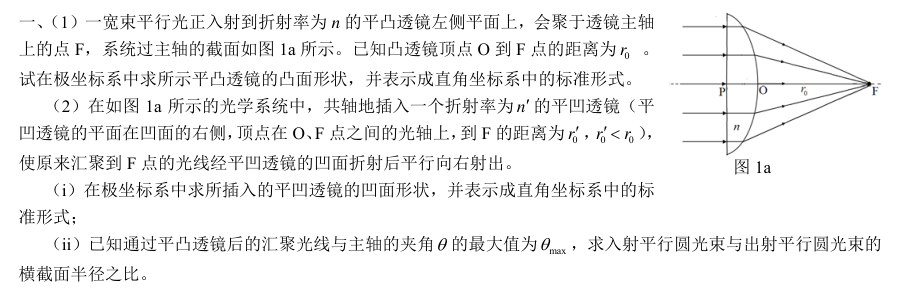 一、（1）一宽束平行光正入射到折射率为 n 的平凸透镜左侧平面上，会聚于透镜主轴
上的点 F，系统过主轴的截面如图 1a 所示。已知凸透镜顶点 O 到 F 点的距离为 r₀ 。
试在极坐标系中求所示平凸透镜的凸面形状，并表示成直角坐标系中的标准形式。
（2）在如图 1a 所示的光学系统中，共轴地插入一个折射率为 n′ 的平凹透镜（平
凹透镜的平面在凹面的右侧，顶点在 O、F 点之间的光轴上，到 F 的距离为 r₀′，r₀′< r₀），
使原来汇聚到 F 点的光线经平凹透镜的凹面折射后平行向右射出。
（i）在极坐标系中求所插入的平凹透镜的凹面形状，并表示成直角坐标系中的标
准形式；
（ii）已知通过平凸透镜后的汇聚光线与主轴的夹角 θ 的最大值为 θmax，求入射平行圆光束与出射平行圆光束的
横截面半径之比。
P O r₀ F
n
图 1a